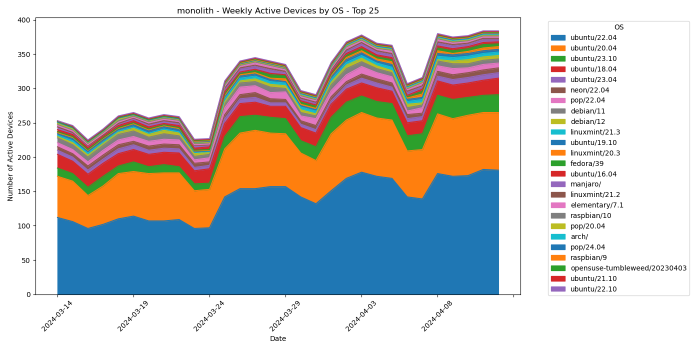 monolith - Weekly Active Devices by OS - Top 25
400
350
300
250
200
150
100
50
0
Number of Active Devices
2024-03-14
2024-03-19
2024-03-24
2024-03-29
2024-04-03
2024-04-08
Date
OS
ubuntu/22.04
ubuntu/20.04
ubuntu/23.10
ubuntu/18.04
ubuntu/23.04
neon/22.04
pop/22.04
debian/11
debian/12
linuxmint/21.3
ubuntu/19.10
linuxmint/20.3
fedora/39
ubuntu/16.04
manjaro/
linuxmint/21.2
elementary/7.1
raspbian/10
pop/20.04
arch/
pop/24.04
raspbian/9
opensuse-tumbleweed/20230403
ubuntu/21.10
ubuntu/22.10